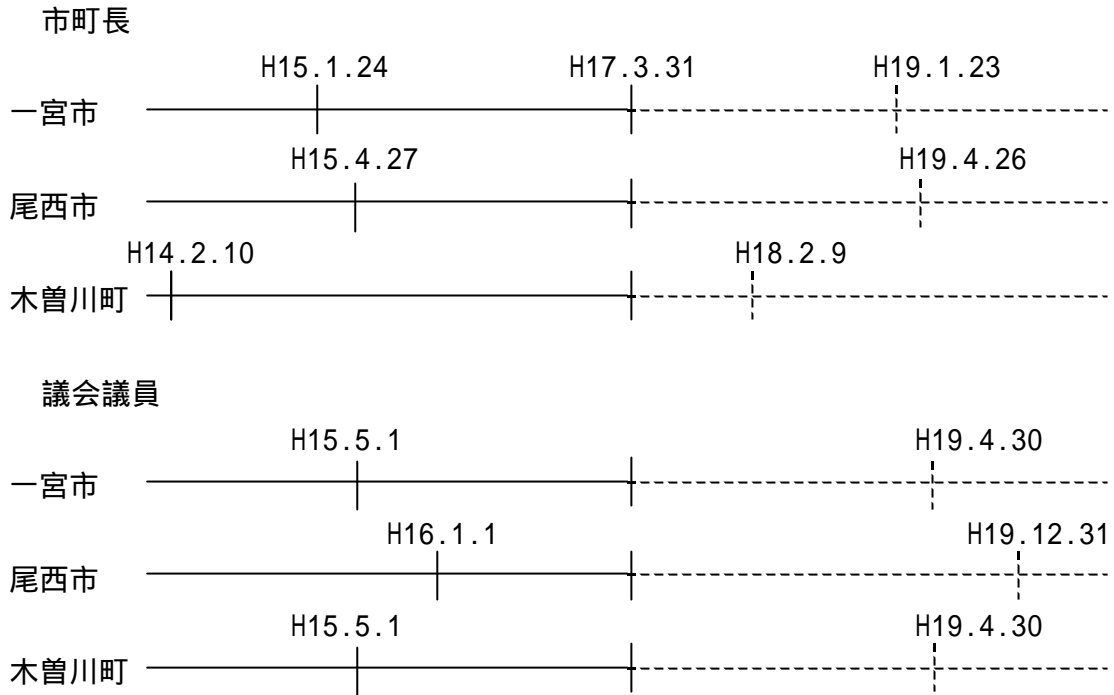 市町長
H15.1.24 H17.3.31 H19.1.23
一宮市
H15.4.27 H19.4.26
尾西市
H14.2.10 H18.2.9
木曽川町
議会議員
H15.5.1 H19.4.30
一宮市
H16.1.1 H19.12.31
尾西市
H15.5.1 H19.4.30
木曽川町